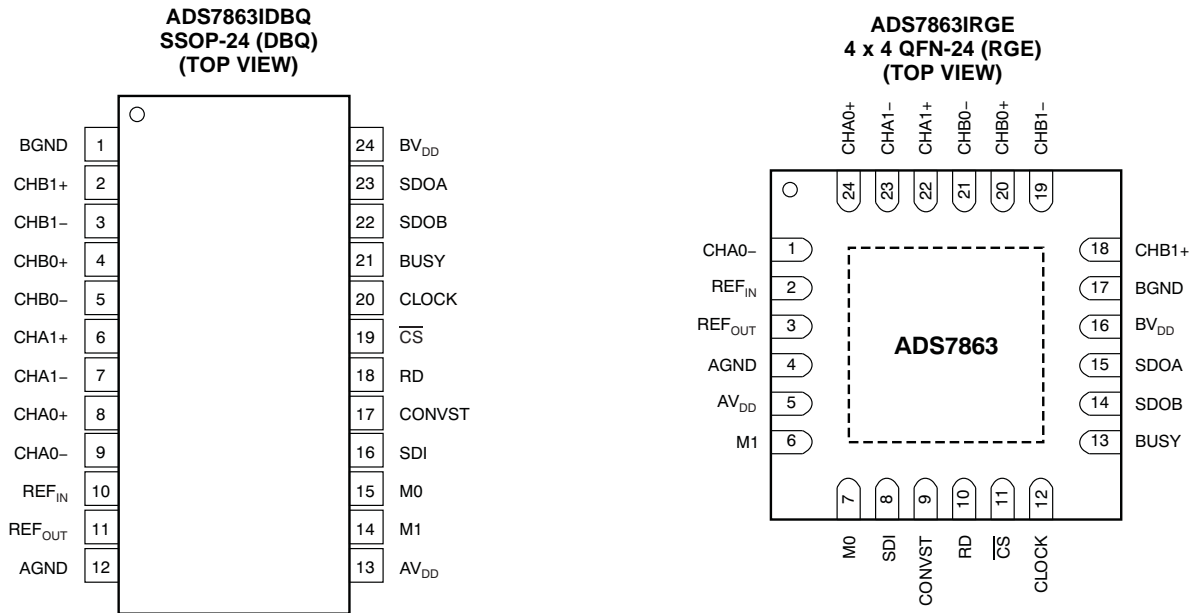 ADS7863IDBQ
SSOP-24 (DBQ)
(TOP VIEW)
BGND 1
CHB1+ 2
CHB1− 3
CHB0+ 4
CHB0− 5
CHA1+ 6
CHA1− 7
CHA0+ 8
CHA0− 9
REFIN 10
REFOUT 11
AGND 12
24 BVDD
23 SDOA
22 SDOB
21 BUSY
20 CLOCK
19 C̅S̅
18 RD
17 CONVST
16 SDI
15 M0
14 M1
13 AVDD
ADS7863IRGE
4 x 4 QFN-24 (RGE)
(TOP VIEW)
CHA0+ CHA1− CHA1+ CHB0− CHB0+ CHB1−
24 23 22 21 20 19
CHA0− 1
REFIN 2
REFOUT 3
AGND 4
AVDD 5
M1 6
ADS7863
18 CHB1+
17 BGND
16 BVDD
15 SDOA
14 SDOB
13 BUSY
7 8 9 10 11 12
M0 SDI CONVST RD C̅S̅ CLOCK